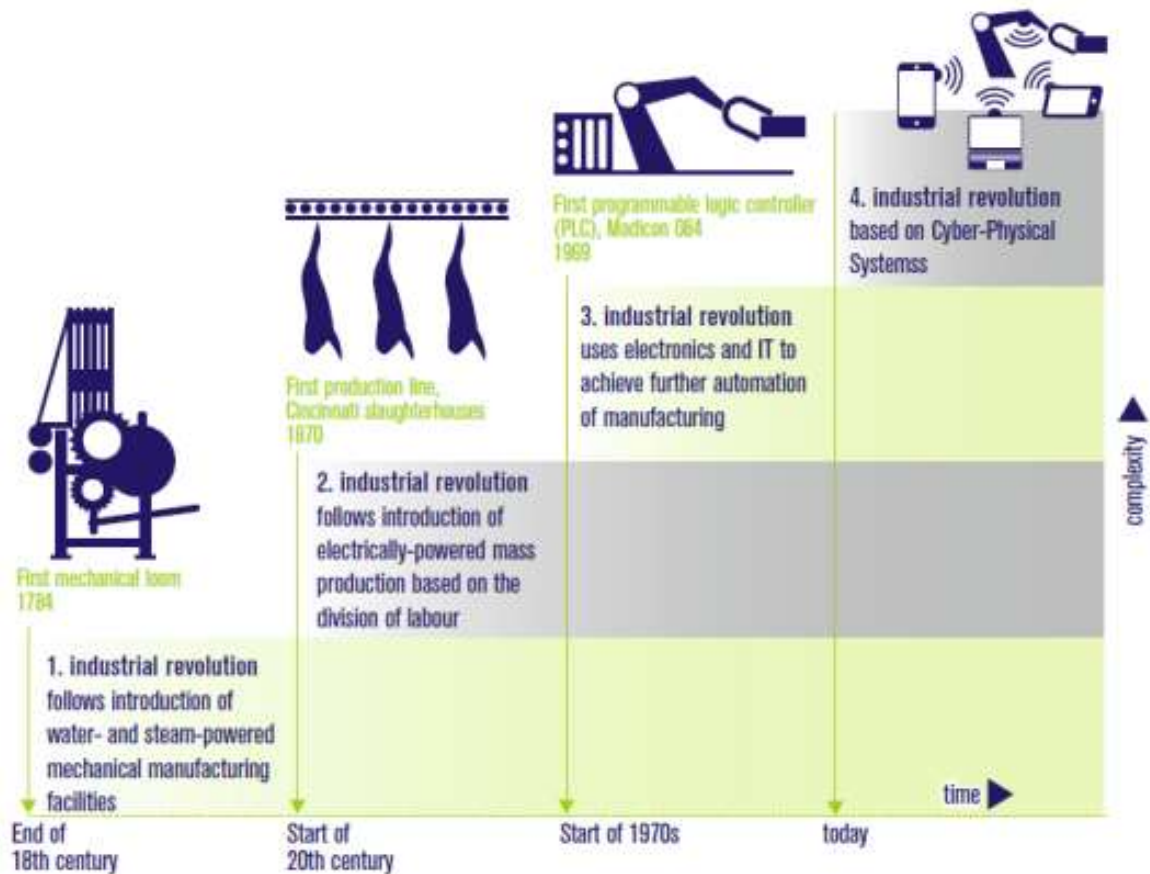 First mechanical loom
1784
First production line,
Cincinnati slaughterhouses
1870
First programmable logic controller
(PLC), Modicon 084
1969
4. industrial revolution
based on Cyber-Physical
Systemss
3. industrial revolution
uses electronics and IT to
achieve further automation
of manufacturing
2. industrial revolution
follows introduction of
electrically-powered mass
production based on the
division of labour
1. industrial revolution
follows introduction of
water- and steam-powered
mechanical manufacturing
facilities
complexity
time
End of
18th century
Start of
20th century
Start of 1970s
today